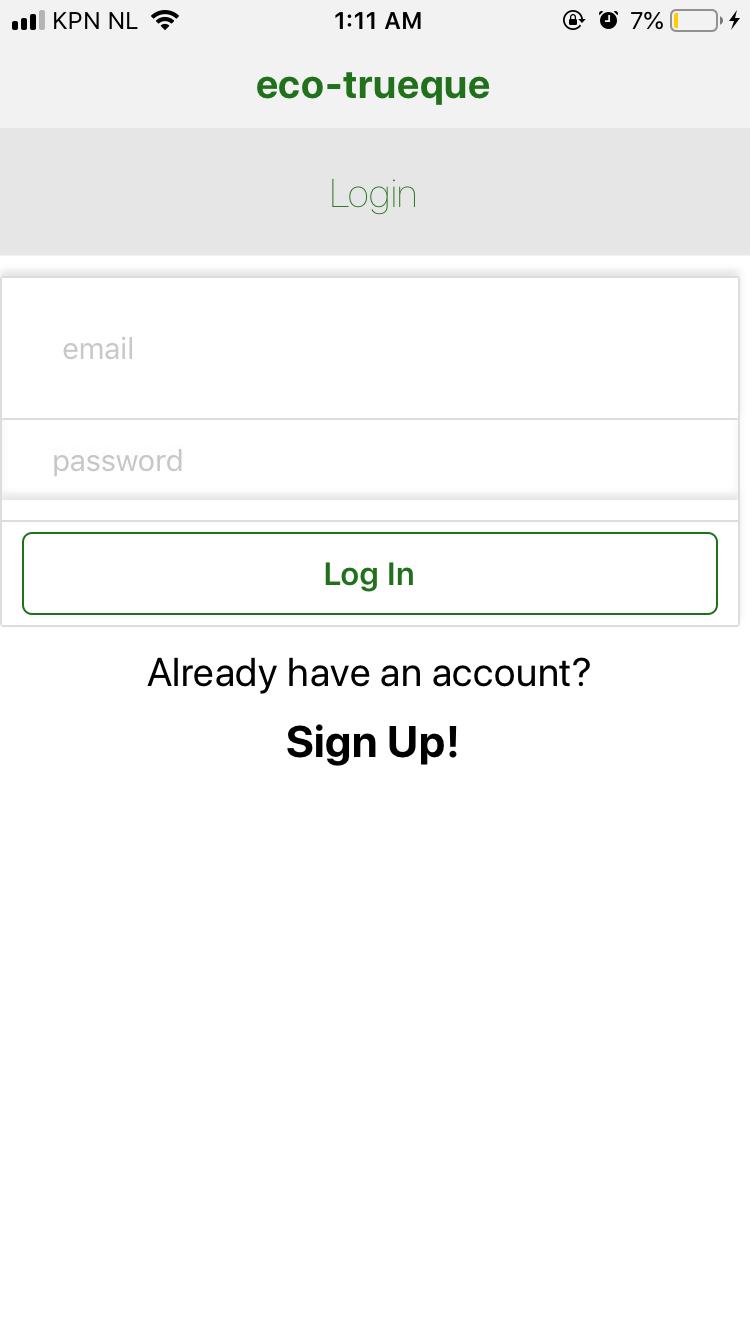 KPN NL 1:11 AM 7%
eco-trueque
Login
email
password
Log In
Already have an account?
Sign Up!